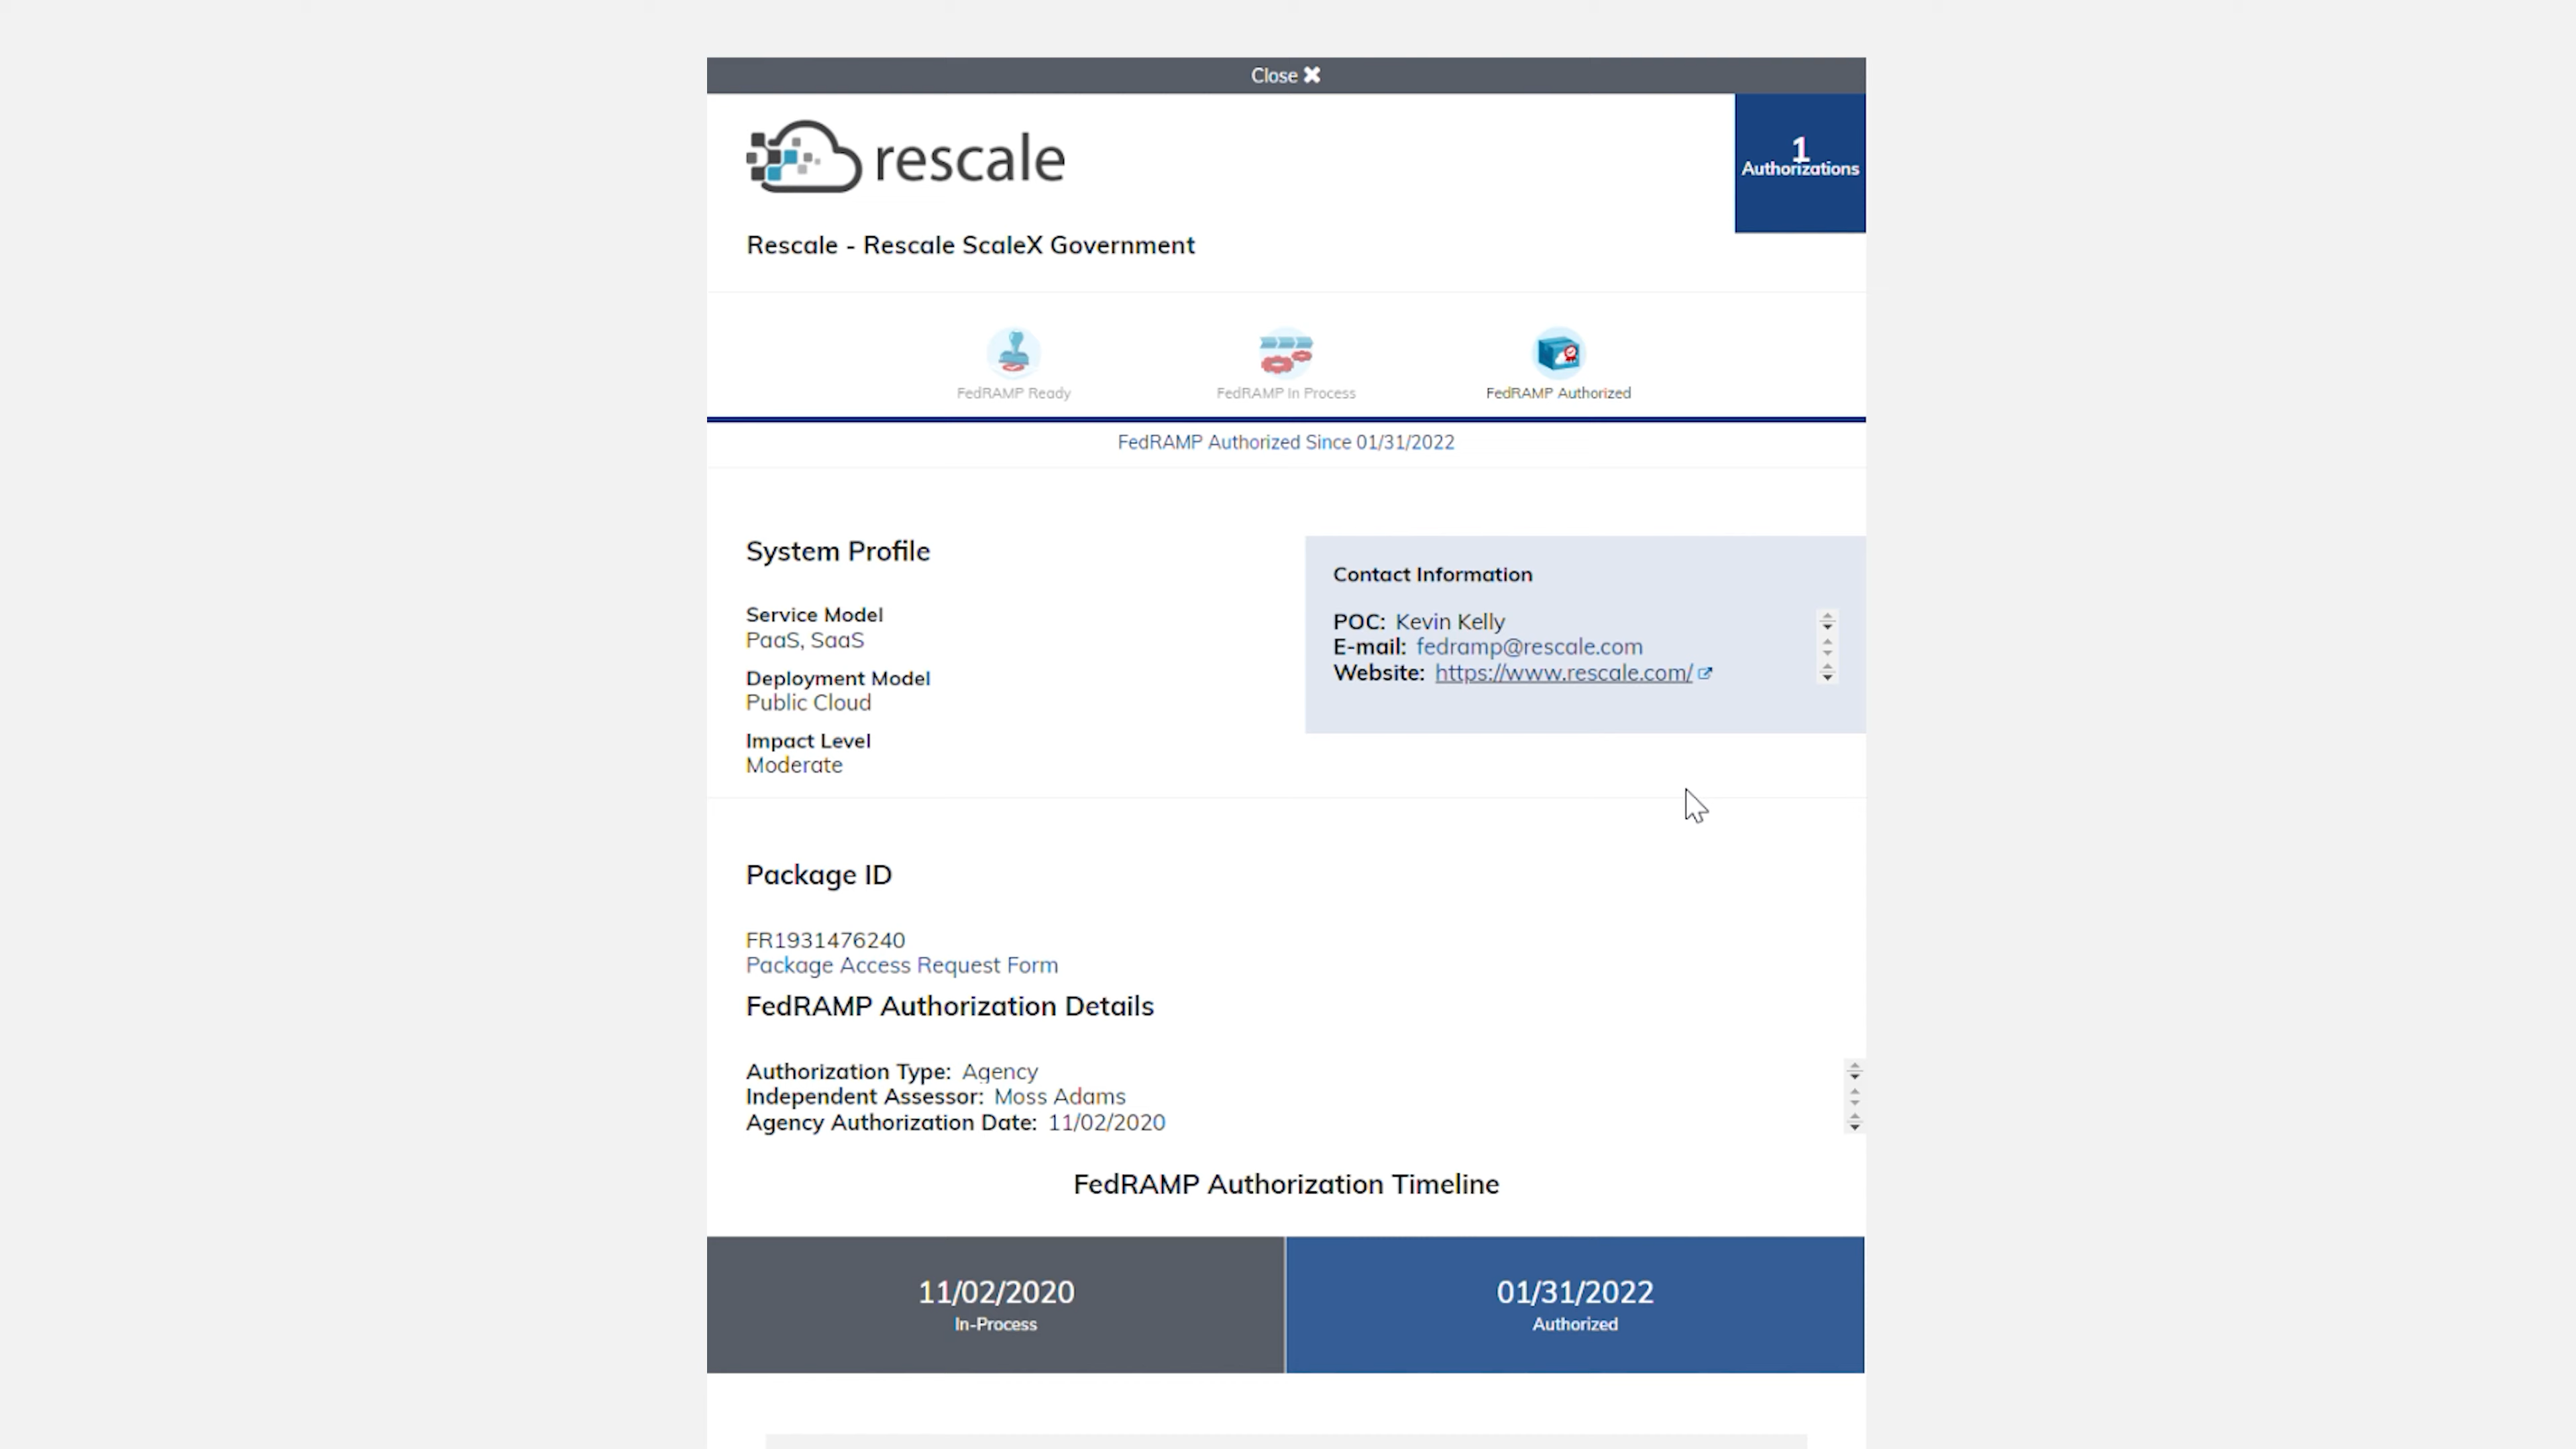 Close ✖
rescale
1
Authorizations
Rescale - Rescale ScaleX Government
FedRAMP Ready
FedRAMP In Process
FedRAMP Authorized
FedRAMP Authorized Since 01/31/2022
System Profile
Service Model
PaaS, SaaS
Deployment Model
Public Cloud
Impact Level
Moderate
Contact Information
POC: Kevin Kelly
E-mail: fedramp@rescale.com
Website: https://www.rescale.com/
Package ID
FR1931476240
Package Access Request Form
FedRAMP Authorization Details
Authorization Type: Agency
Independent Assessor: Moss Adams
Agency Authorization Date: 11/02/2020
FedRAMP Authorization Timeline
11/02/2020
In-Process
01/31/2022
Authorized